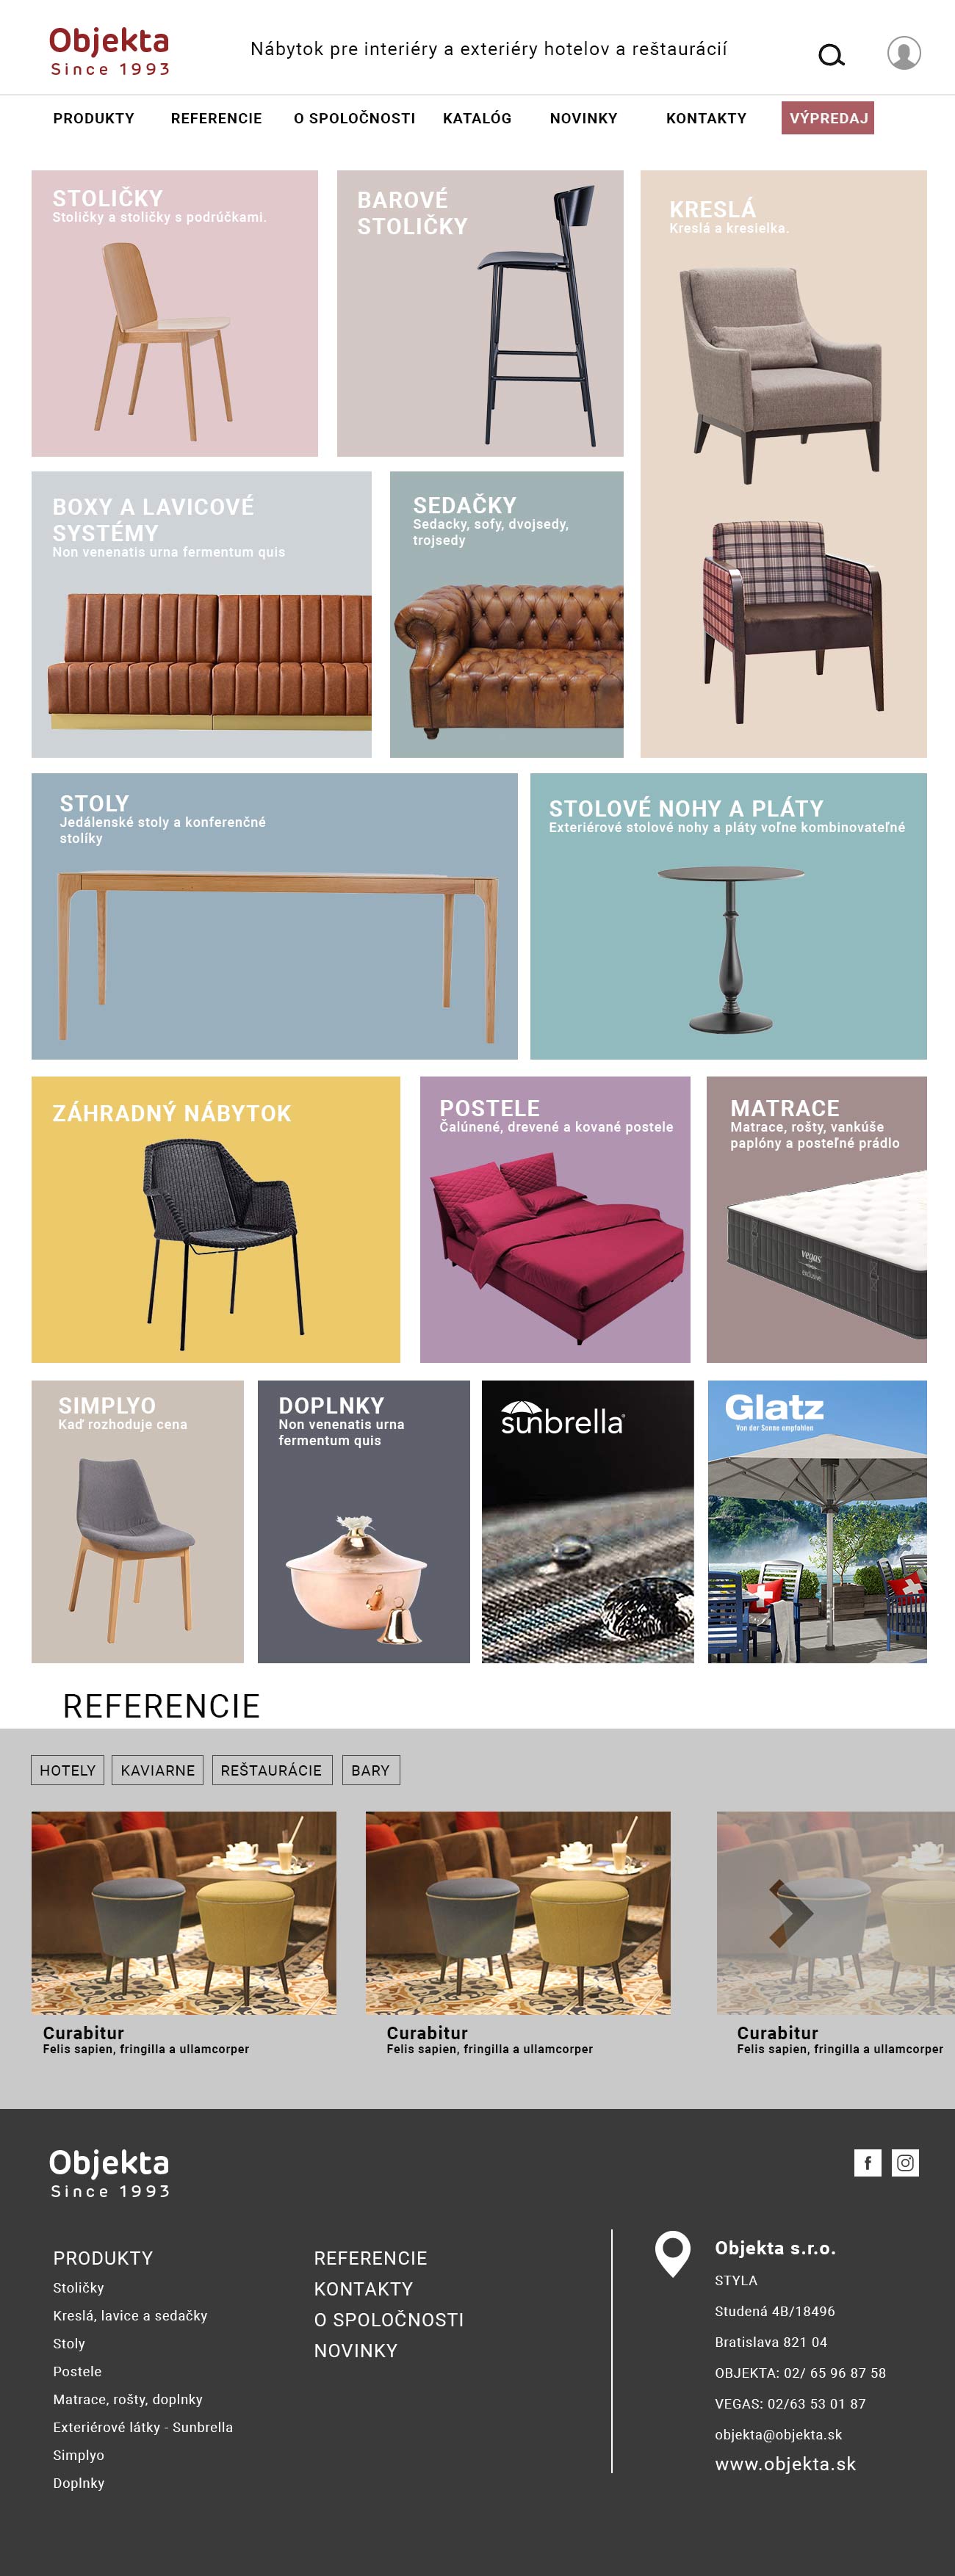 Objekta
Since 1993
Nábytok pre interiéry a exteriéry hotelov a reštaurácií
PRODUKTY REFERENCIE O SPOLOČNOSTI KATALÓG NOVINKY KONTAKTY VÝPREDAJ
STOLIČKY
Stoličky a stoličky s podrúčkami.
BAROVÉ
STOLIČKY
KRESLÁ
Kreslá a kresielka.
BOXY A LAVICOVÉ
SYSTÉMY
Non venenatis urna fermentum quis
SEDAČKY
Sedacky, sofy, dvojsedy,
trojsedy
STOLY
Jedálenské stoly a konferenčné
stolíky
STOLOVÉ NOHY A PLÁTY
Exteriérové stolové nohy a pláty voľne kombinovateľné
ZÁHRADNÝ NÁBYTOK
POSTELE
Čalúnené, drevené a kované postele
MATRACE
Matrace, rošty, vankúše
paplóny a posteľné prádlo
vegas
exclusive
SIMPLYO
Kaď rozhoduje cena
DOPLNKY
Non venenatis urna
fermentum quis
sunbrella®
Glatz
Von der Sonne empfohlen
REFERENCIE
HOTELY KAVIARNE REŠTAURÁCIE BARY
Curabitur
Felis sapien, fringilla a ullamcorper
Curabitur
Felis sapien, fringilla a ullamcorper
Curabitur
Felis sapien, fringilla a ullamcorper
Objekta
Since 1993
PRODUKTY
Stoličky
Kreslá, lavice a sedačky
Stoly
Postele
Matrace, rošty, doplnky
Exteriérové látky - Sunbrella
Simplyo
Doplnky
REFERENCIE
KONTAKTY
O SPOLOČNOSTI
NOVINKY
Objekta s.r.o.
STYLA
Studená 4B/18496
Bratislava 821 04
OBJEKTA: 02/ 65 96 87 58
VEGAS: 02/63 53 01 87
objekta@objekta.sk
www.objekta.sk